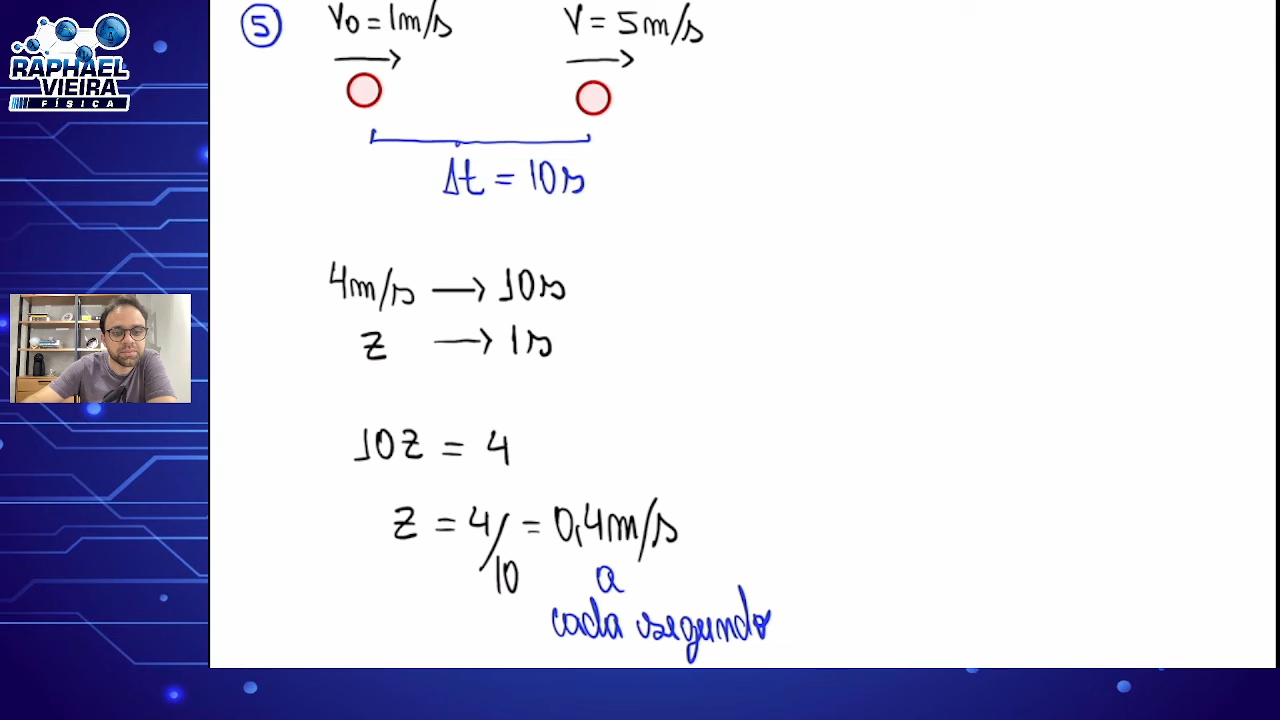 RAPHAEL
VIEIRA
FÍSICA
5
V0 = 1m/s
V = 5m/s
Δt = 10s
4m/s → 10s
z → 1s
10z = 4
z = 4/10 = 0,4m/s
a
cada segundo